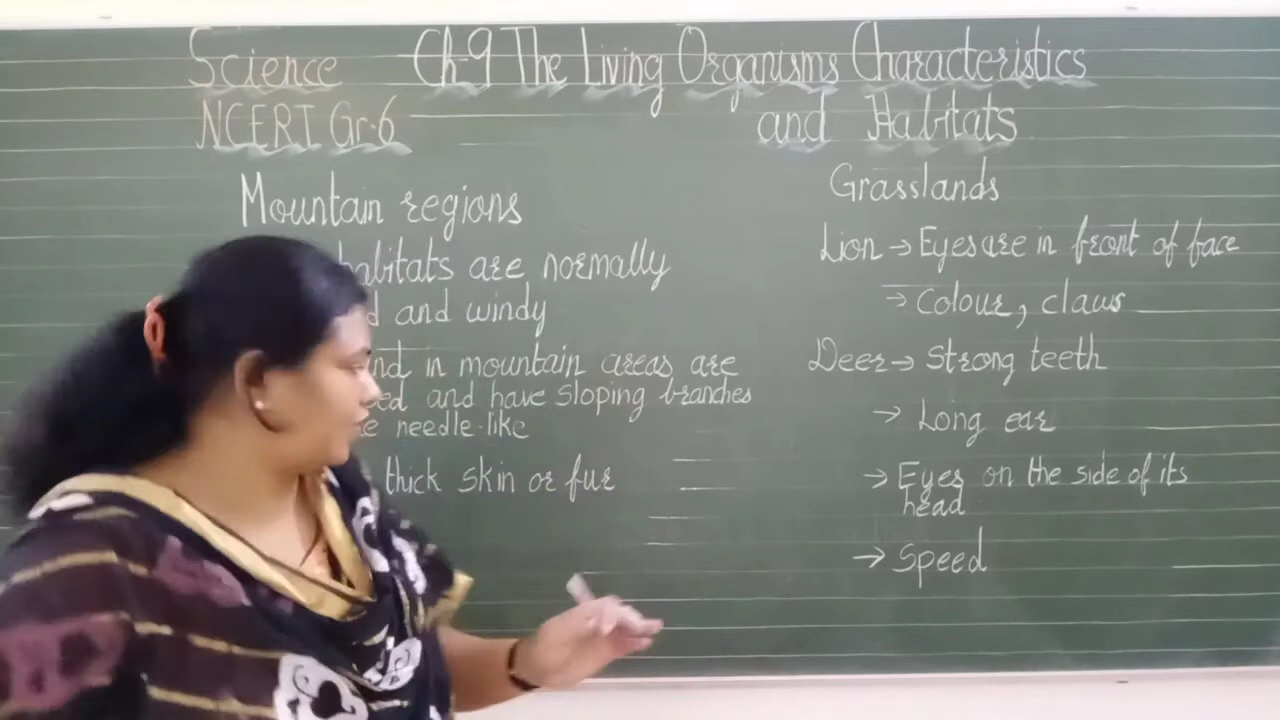 Science Ch-9 The Living Organisms Characteristics
and Habitats
NCERT Gr-6
Mountain regions
habitats are normally
and windy
in mountain areas are
and have sloping branches
needle-like
thick skin or fur
Grasslands
Lion → Eyes are in front of face
→ Colour, claws
Deer → Strong teeth
→ Long ear
→ Eyes on the side of its
head
→ Speed